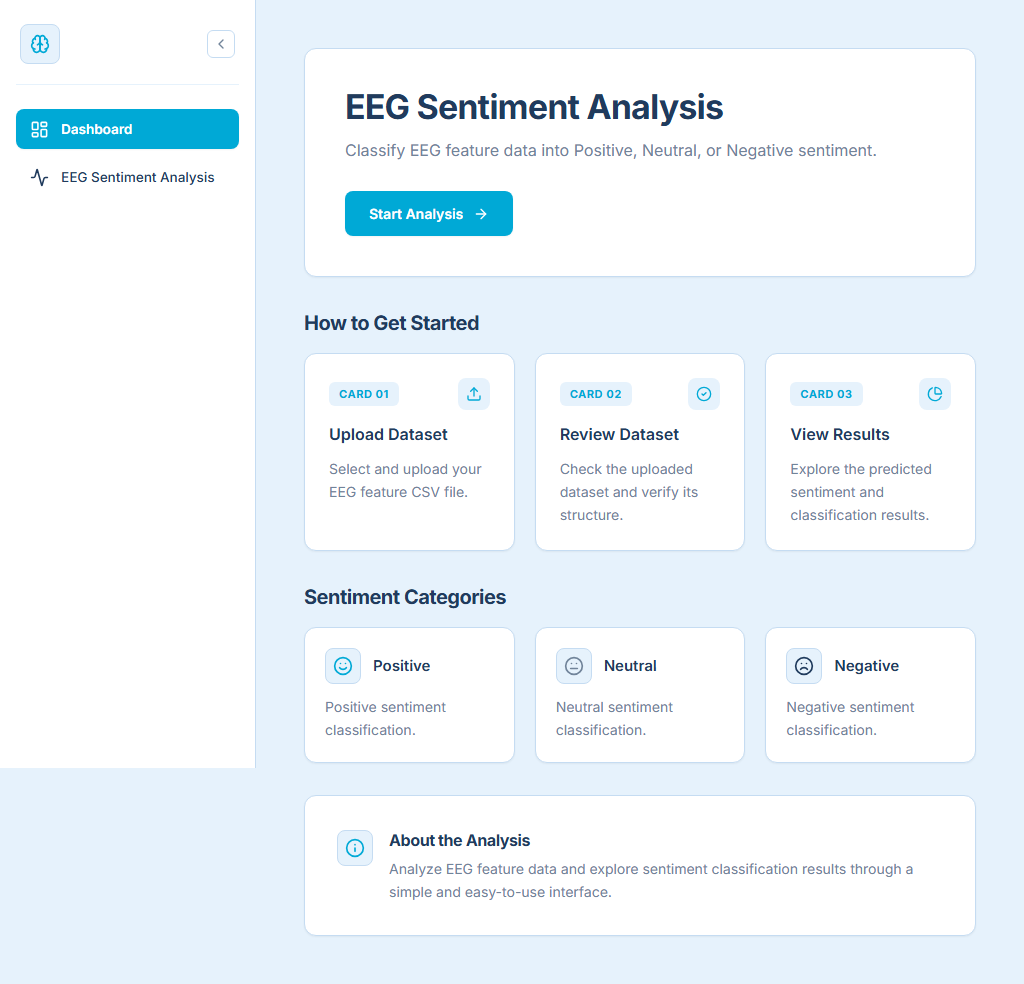 Dashboard
EEG Sentiment Analysis
EEG Sentiment Analysis
Classify EEG feature data into Positive, Neutral, or Negative sentiment.
Start Analysis
How to Get Started
CARD 01
Upload Dataset
Select and upload your
EEG feature CSV file.
CARD 02
Review Dataset
Check the uploaded
dataset and verify its
structure.
CARD 03
View Results
Explore the predicted
sentiment and
classification results.
Sentiment Categories
Positive
Positive sentiment
classification.
Neutral
Neutral sentiment
classification.
Negative
Negative sentiment
classification.
About the Analysis
Analyze EEG feature data and explore sentiment classification results through a
simple and easy-to-use interface.